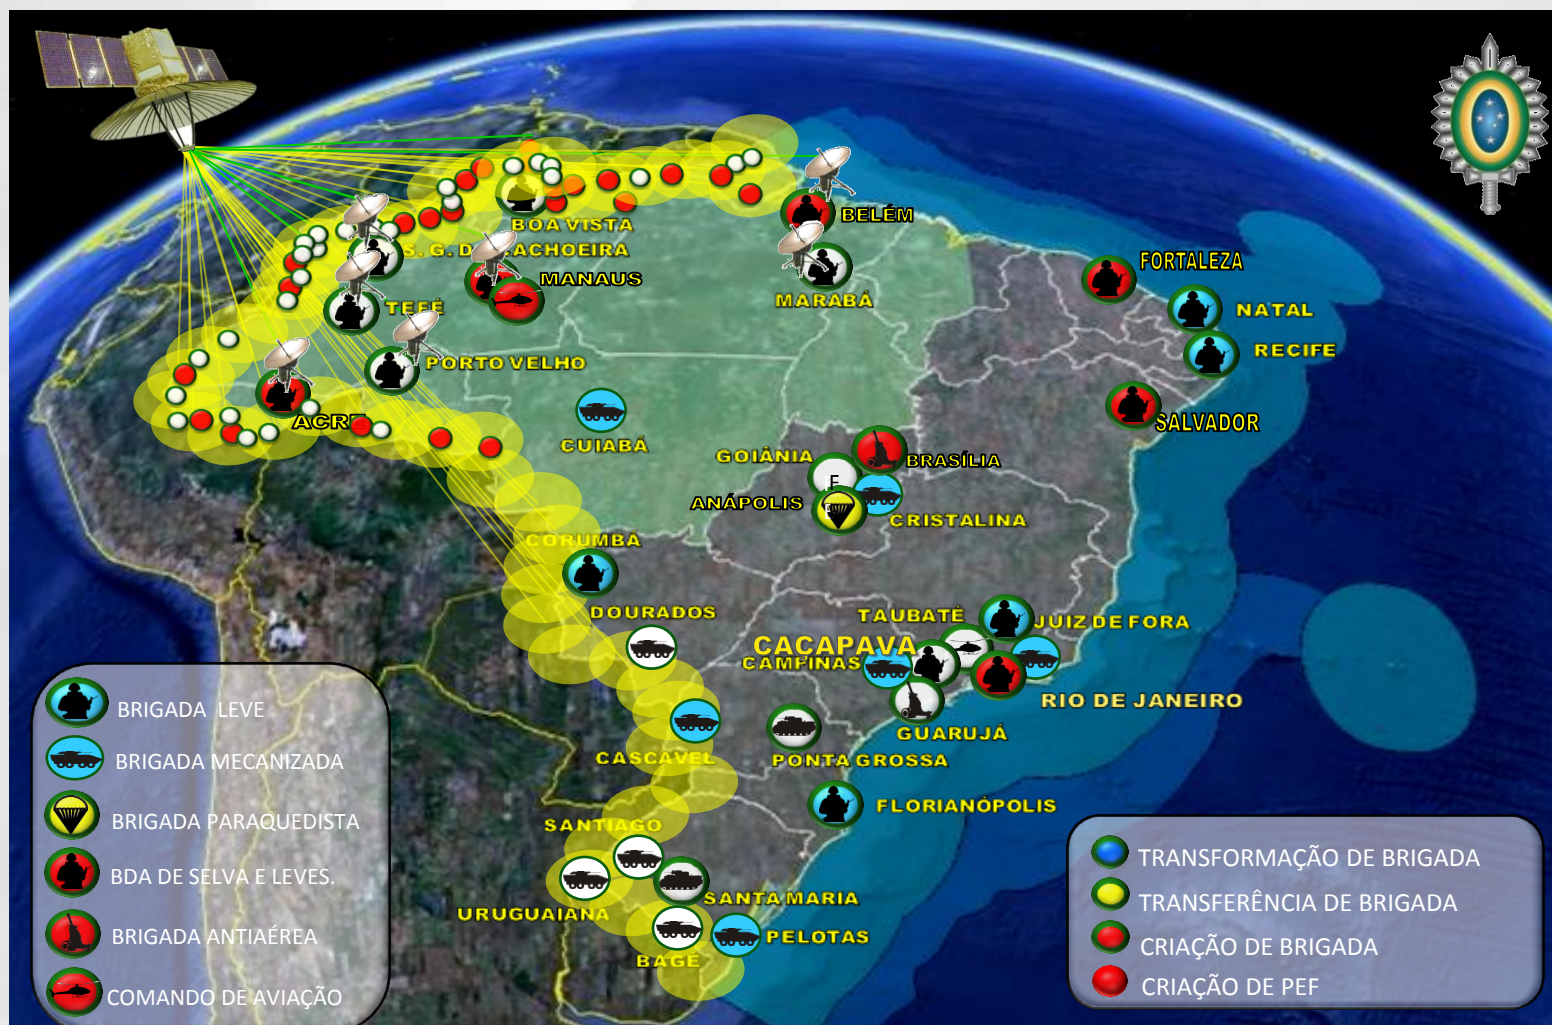 BELÉM
BOA VISTA
S. G. D ACHOEIRA
MANAUS
FORTALEZA
MARABÁ
TEFÉ
NATAL
RECIFE
PORTO VELHO
ACRE
SALVADOR
CUIABÁ
GOIÂNIA
BRASÍLIA
E
ANÁPOLIS
E
CRISTALINA
CORUMBÁ
DOURADOS
TAUBATÉ
JUIZ DE FORA
CACAPAVA
CAMPINAS
RIO DE JANEIRO
GUARUJÁ
CASCAVEL
PONTA GROSSA
FLORIANÓPOLIS
SANTIAGO
SANTA MARIA
URUGUAIANA
PELOTAS
BAGÉ
BRIGADA LEVE
BRIGADA MECANIZADA
BRIGADA PARAQUEDISTA
BDA DE SELVA E LEVES.
BRIGADA ANTIAÉREA
COMANDO DE AVIAÇÃO
TRANSFORMAÇÃO DE BRIGADA
TRANSFERÊNCIA DE BRIGADA
CRIAÇÃO DE BRIGADA
CRIAÇÃO DE PEF